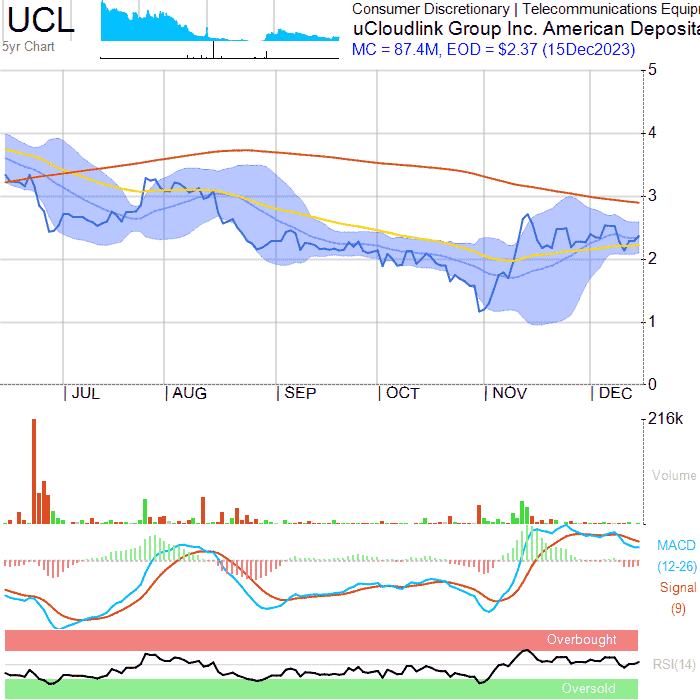 UCL
5yr Chart
Consumer Discretionary | Telecommunications Equip
uCloudlink Group Inc. American Deposita
MC = 87.4M, EOD = $2.37 (15Dec2023)
5
4
3
2
1
0
JUL AUG SEP OCT NOV DEC
216k
Volume
MACD
(12-26)
Signal
(9)
Overbought
RSI(14)
Oversold